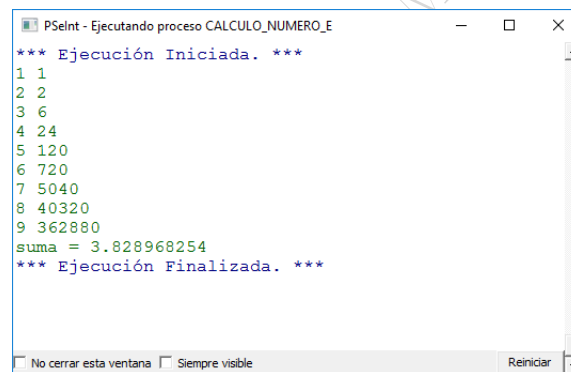 PSeInt - Ejecutando proceso CALCULO_NUMERO_E
*** Ejecución Iniciada. ***
1 1
2 2
3 6
4 24
5 120
6 720
7 5040
8 40320
9 362880
suma = 3.828968254
*** Ejecución Finalizada. ***
No cerrar esta ventana Siempre visible Reiniciar